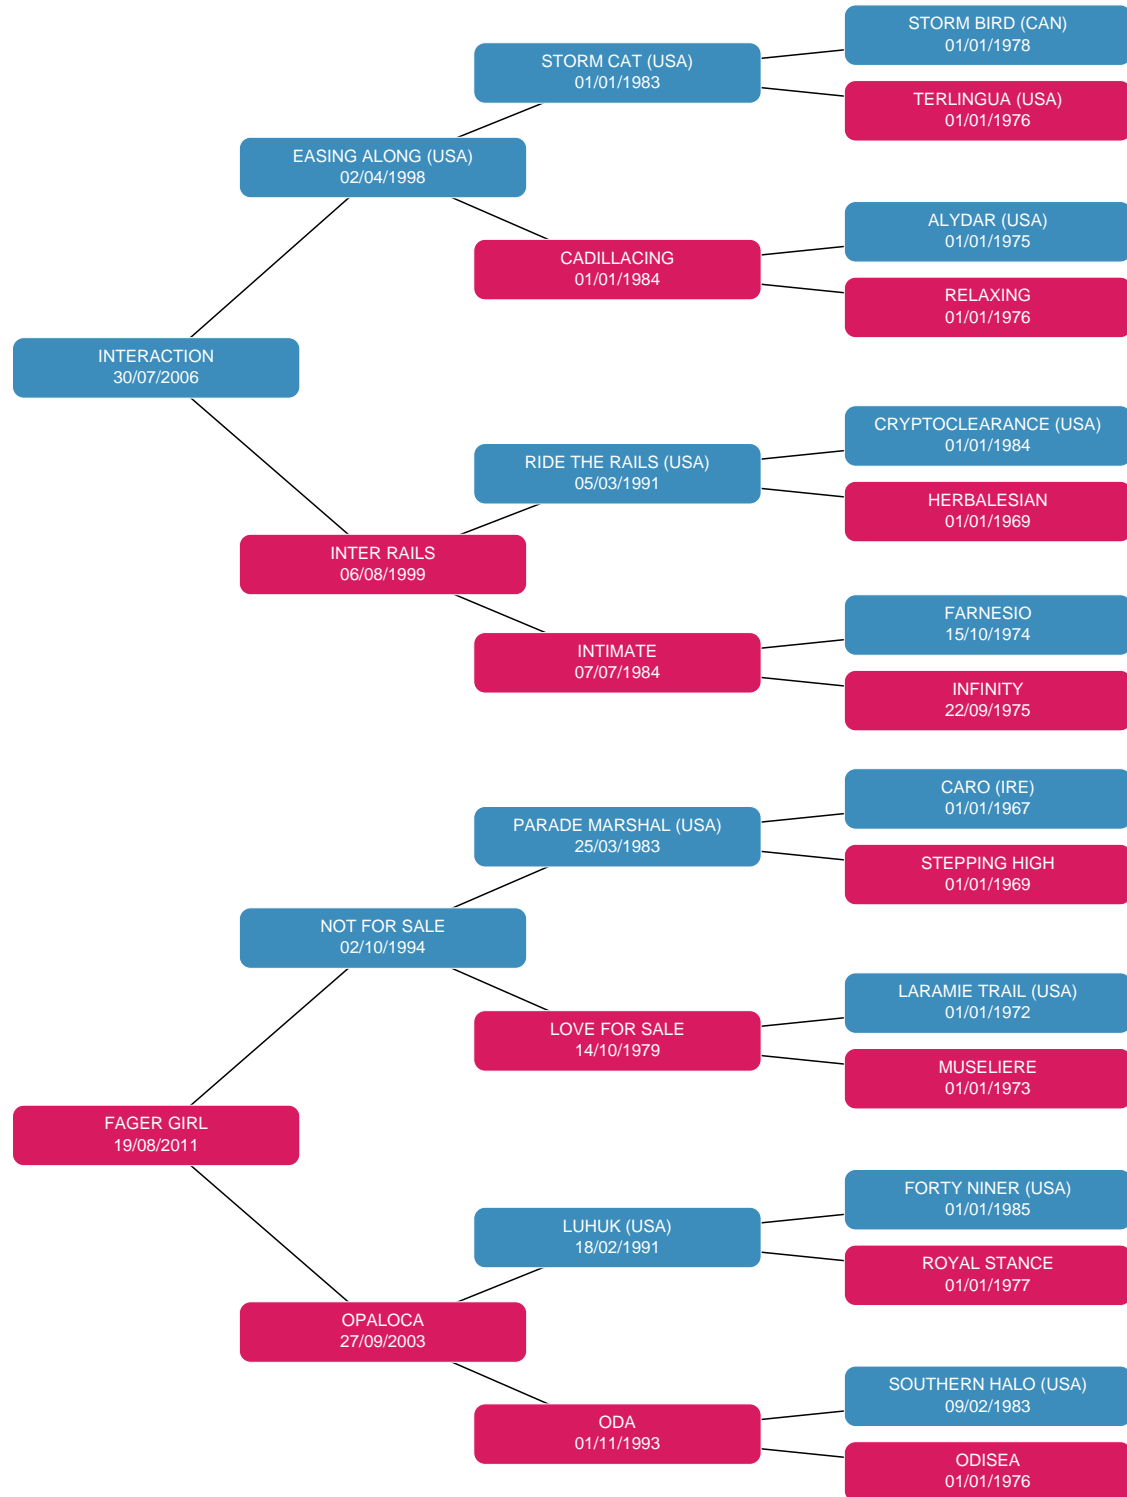 STORM BIRD (CAN)
01/01/1978
STORM CAT (USA)
01/01/1983
TERLINGUA (USA)
01/01/1976
EASING ALONG (USA)
02/04/1998
ALYDAR (USA)
01/01/1975
CADILLACING
01/01/1984
RELAXING
01/01/1976
INTERACTION
30/07/2006
CRYPTOCLEARANCE (USA)
01/01/1984
RIDE THE RAILS (USA)
05/03/1991
HERBALESIAN
01/01/1969
INTER RAILS
06/08/1999
FARNESIO
15/10/1974
INTIMATE
07/07/1984
INFINITY
22/09/1975
CARO (IRE)
01/01/1967
PARADE MARSHAL (USA)
25/03/1983
STEPPING HIGH
01/01/1969
NOT FOR SALE
02/10/1994
LARAMIE TRAIL (USA)
01/01/1972
LOVE FOR SALE
14/10/1979
MUSELIERE
01/01/1973
FAGER GIRL
19/08/2011
FORTY NINER (USA)
01/01/1985
LUHUK (USA)
18/02/1991
ROYAL STANCE
01/01/1977
OPALOCA
27/09/2003
SOUTHERN HALO (USA)
09/02/1983
ODA
01/11/1993
ODISEA
01/01/1976